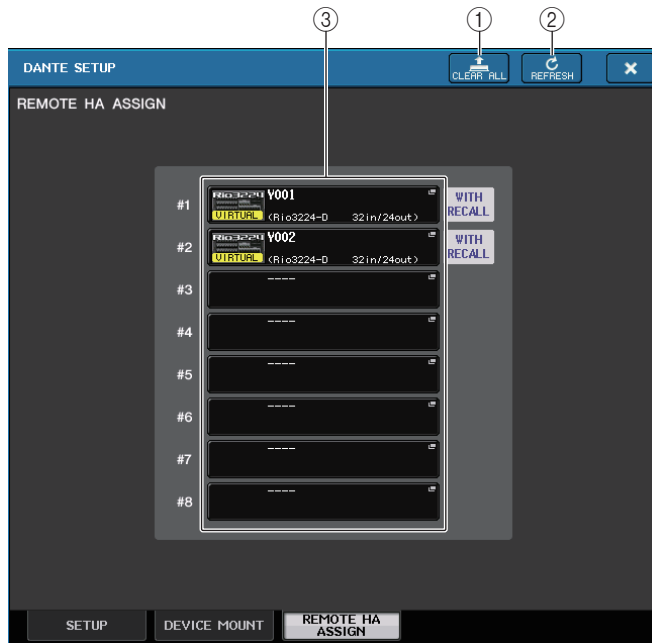 ③ ① ②
DANTE SETUP
CLEAR ALL
REFRESH
REMOTE HA ASSIGN
#1
Rio3224
VIRTUAL
Y001
(Rio3224-D 32in/24out)
WITH
RECALL
#2
Rio3224
VIRTUAL
Y002
(Rio3224-D 32in/24out)
WITH
RECALL
#3
----
#4
----
#5
----
#6
----
#7
----
#8
----
SETUP
DEVICE MOUNT
REMOTE HA
ASSIGN